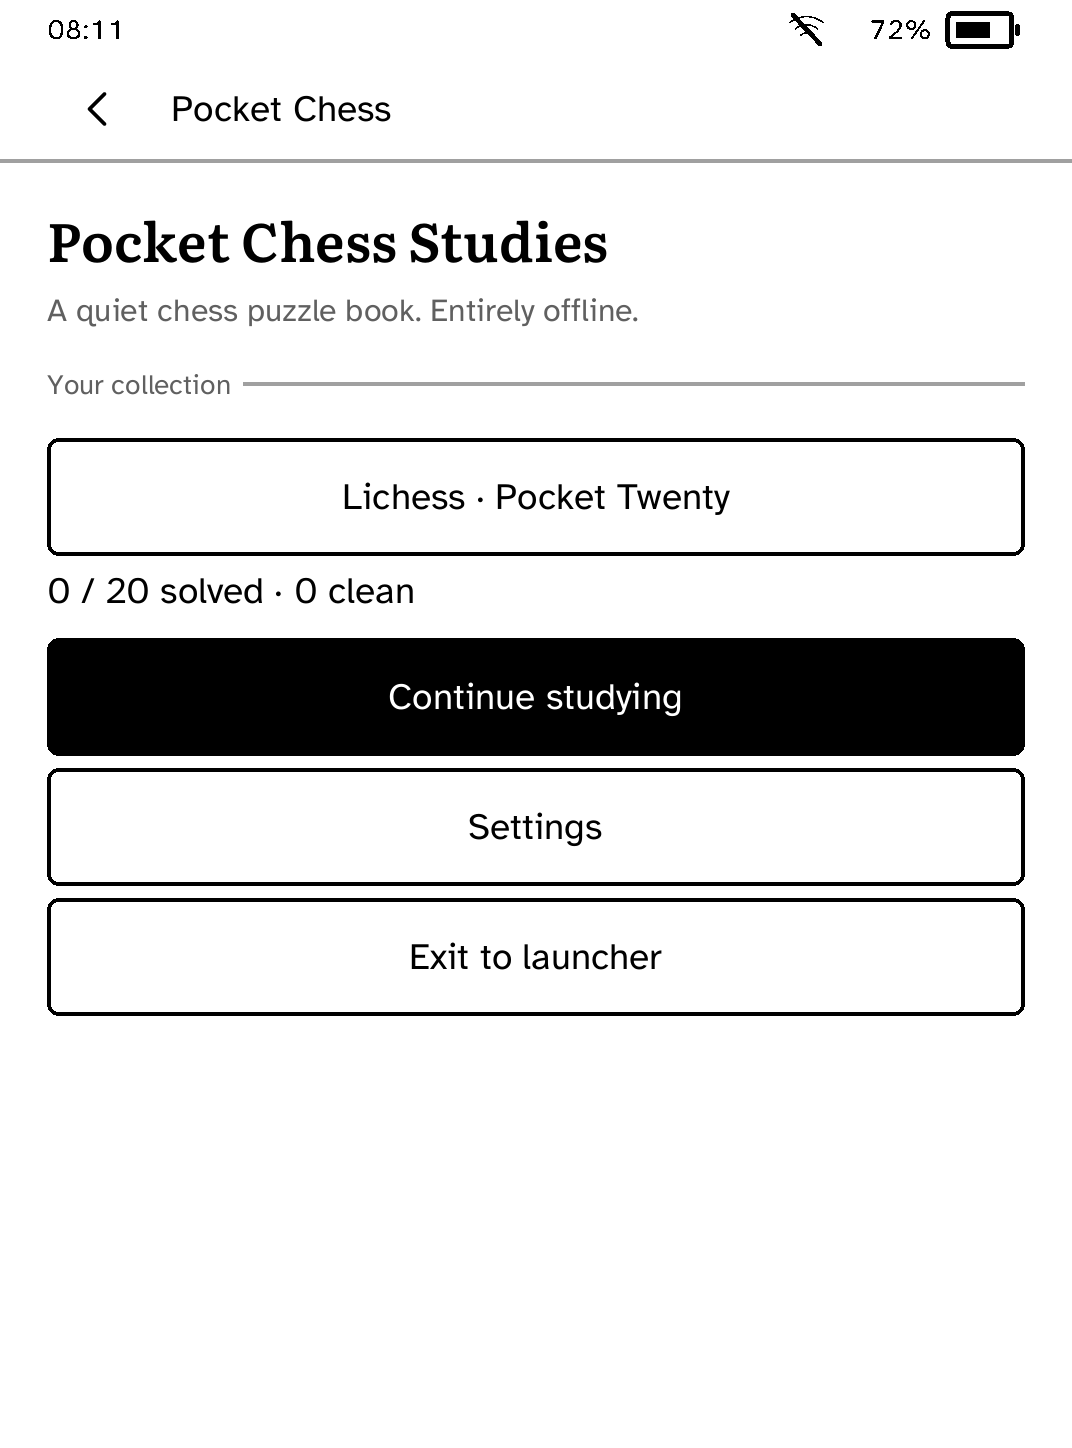 08:11
72%
Pocket Chess
Pocket Chess Studies
A quiet chess puzzle book. Entirely offline.
Your collection
Lichess · Pocket Twenty
0 / 20 solved · 0 clean
Continue studying
Settings
Exit to launcher